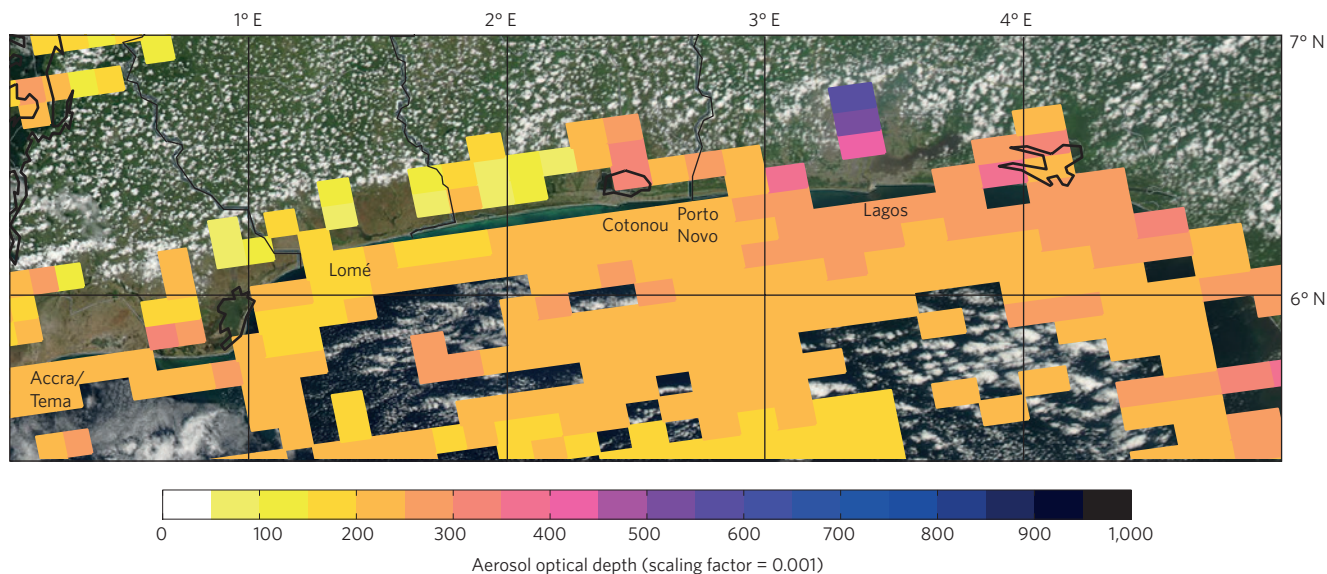 1° E 2° E 3° E 4° E
7° N
Lagos
Cotonou
Porto
Novo
Lomé
6° N
Accra/
Tema
0 100 200 300 400 500 600 700 800 900 1,000
Aerosol optical depth (scaling factor = 0.001)